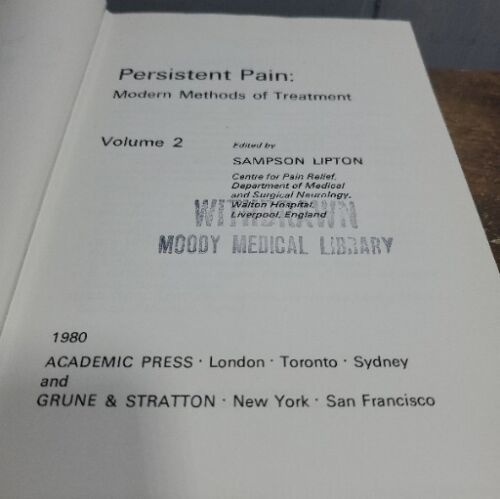 Persistent Pain:
Modern Methods of Treatment
Volume 2
Edited by
SAMPSON LIPTON
Centre for Pain Relief,
Department of Medical
and Surgical Neurology,
Walton Hospital,
Liverpool, England
WITHDRAWN
MOODY MEDICAL LIBRARY
1980
ACADEMIC PRESS · London · Toronto · Sydney
and
GRUNE & STRATTON · New York · San Francisco